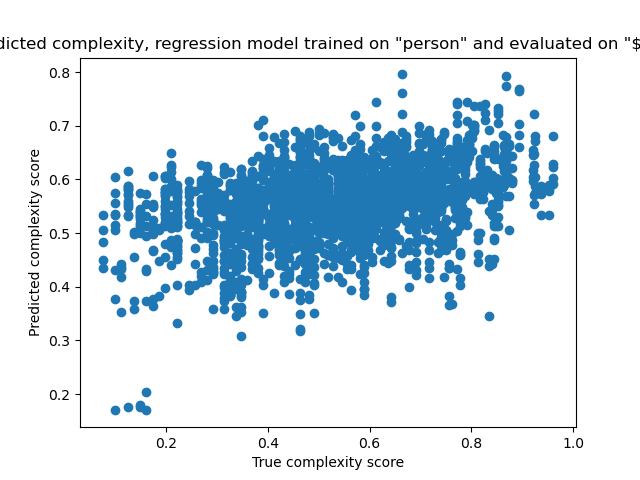 dicted complexity, regression model trained on "person" and evaluated on "$
0.8
0.7
0.6
0.5
0.4
0.3
0.2
Predicted complexity score
0.2 0.4 0.6 0.8 1.0
True complexity score